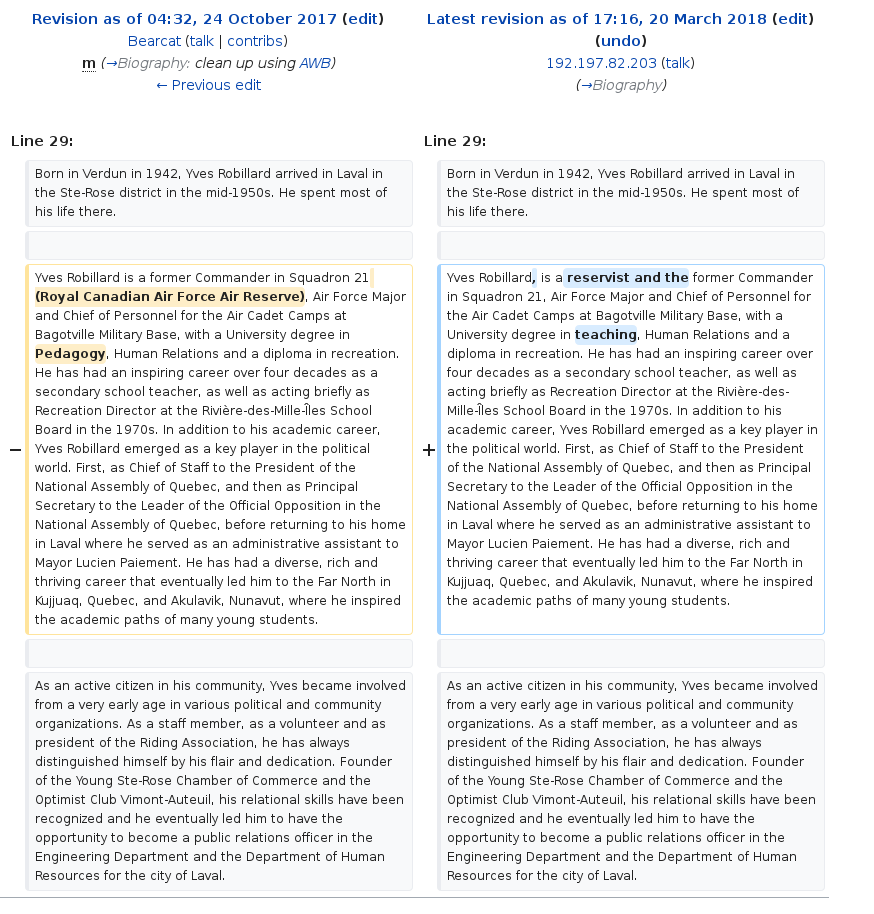 Revision as of 04:32, 24 October 2017 (edit)
Bearcat (talk | contribs)
m (→Biography: clean up using AWB)
← Previous edit
Latest revision as of 17:16, 20 March 2018 (edit)
(undo)
192.197.82.203 (talk)
(→Biography)
Line 29:
Born in Verdun in 1942, Yves Robillard arrived in Laval in
the Ste-Rose district in the mid-1950s. He spent most of
his life there.
−
Yves Robillard is a former Commander in Squadron 21
(Royal Canadian Air Force Air Reserve), Air Force Major
and Chief of Personnel for the Air Cadet Camps at
Bagotville Military Base, with a University degree in
Pedagogy, Human Relations and a diploma in recreation.
He has had an inspiring career over four decades as a
secondary school teacher, as well as acting briefly as
Recreation Director at the Rivière-des-Mille-Îles School
Board in the 1970s. In addition to his academic career,
Yves Robillard emerged as a key player in the political
world. First, as Chief of Staff to the President of the
National Assembly of Quebec, and then as Principal
Secretary to the Leader of the Official Opposition in the
National Assembly of Quebec, before returning to his home
in Laval where he served as an administrative assistant to
Mayor Lucien Paiement. He has had a diverse, rich and
thriving career that eventually led him to the Far North in
Kujjuaq, Quebec, and Akulavik, Nunavut, where he inspired
the academic paths of many young students.
As an active citizen in his community, Yves became involved
from a very early age in various political and community
organizations. As a staff member, as a volunteer and as
president of the Riding Association, he has always
distinguished himself by his flair and dedication. Founder
of the Young Ste-Rose Chamber of Commerce and the
Optimist Club Vimont-Auteuil, his relational skills have been
recognized and he eventually led him to have the
opportunity to become a public relations officer in the
Engineering Department and the Department of Human
Resources for the city of Laval.
Line 29:
Born in Verdun in 1942, Yves Robillard arrived in Laval in
the Ste-Rose district in the mid-1950s. He spent most of
his life there.
+
Yves Robillard, is a reservist and the former Commander
in Squadron 21, Air Force Major and Chief of Personnel for
the Air Cadet Camps at Bagotville Military Base, with a
University degree in teaching, Human Relations and a
diploma in recreation. He has had an inspiring career over
four decades as a secondary school teacher, as well as
acting briefly as Recreation Director at the Rivière-des-
Mille-Îles School Board in the 1970s. In addition to his
academic career, Yves Robillard emerged as a key player in
the political world. First, as Chief of Staff to the President
of the National Assembly of Quebec, and then as Principal
Secretary to the Leader of the Official Opposition in the
National Assembly of Quebec, before returning to his home
in Laval where he served as an administrative assistant to
Mayor Lucien Paiement. He has had a diverse, rich and
thriving career that eventually led him to the Far North in
Kujjuaq, Quebec, and Akulavik, Nunavut, where he inspired
the academic paths of many young students.
As an active citizen in his community, Yves became involved
from a very early age in various political and community
organizations. As a staff member, as a volunteer and as
president of the Riding Association, he has always
distinguished himself by his flair and dedication. Founder
of the Young Ste-Rose Chamber of Commerce and the
Optimist Club Vimont-Auteuil, his relational skills have been
recognized and he eventually led him to have the
opportunity to become a public relations officer in the
Engineering Department and the Department of Human
Resources for the city of Laval.